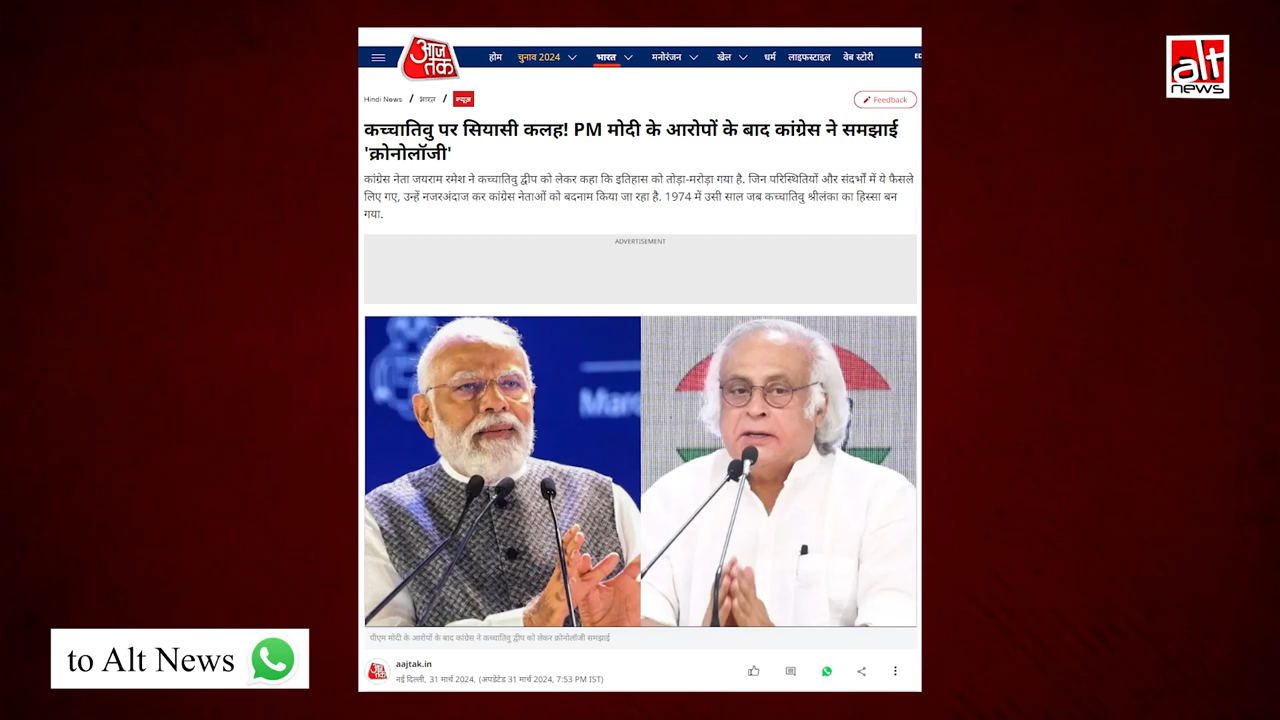 आज
तक
होम चुनाव 2024 भारत मनोरंजन खेल धर्म लाइफस्टाइल वेब स्टोरी
alt
news
Hindi News / भारत / न्यूज़
Feedback
कच्चातिवु पर सियासी कलह! PM मोदी के आरोपों के बाद कांग्रेस ने समझाई
'क्रोनोलॉजी'
कांग्रेस नेता जयराम रमेश ने कच्चातिवु द्वीप को लेकर कहा कि इतिहास को तोड़ा-मरोड़ा गया है. जिन परिस्थितियों और संदर्भों में ये फैसले
लिए गए, उन्हें नजरअंदाज कर कांग्रेस नेताओं को बदनाम किया जा रहा है. 1974 में उसी साल जब कच्चातिवु श्रीलंका का हिस्सा बन
गया.
ADVERTISEMENT
पीएम मोदी के आरोपों के बाद कांग्रेस ने कच्चातिवु द्वीप को लेकर क्रोनोलॉजी समझाई
to Alt News
आज
तक
aajtak.in
नई दिल्ली, 31 मार्च 2024, (अपडेटेड 31 मार्च 2024, 7:53 PM IST)